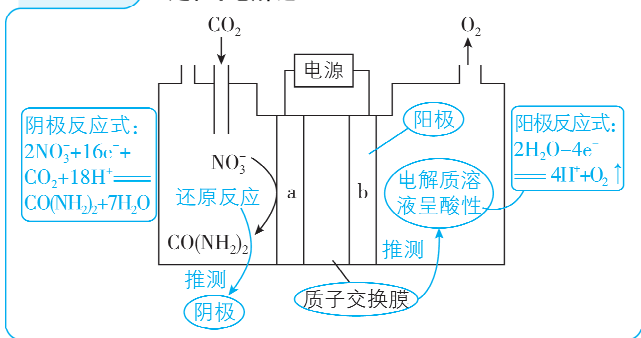 CO₂
O₂
电源
阴极反应式：
2NO₃⁻+16e⁻+
CO₂+18H⁺══
CO(NH₂)₂+7H₂O
NO₃⁻
还原反应
CO(NH₂)₂
推测
阴极
a
b
质子交换膜
阳极
电解质溶
液呈酸性
推测
阳极反应式：
2H₂O−4e⁻
══4H⁺+O₂↑